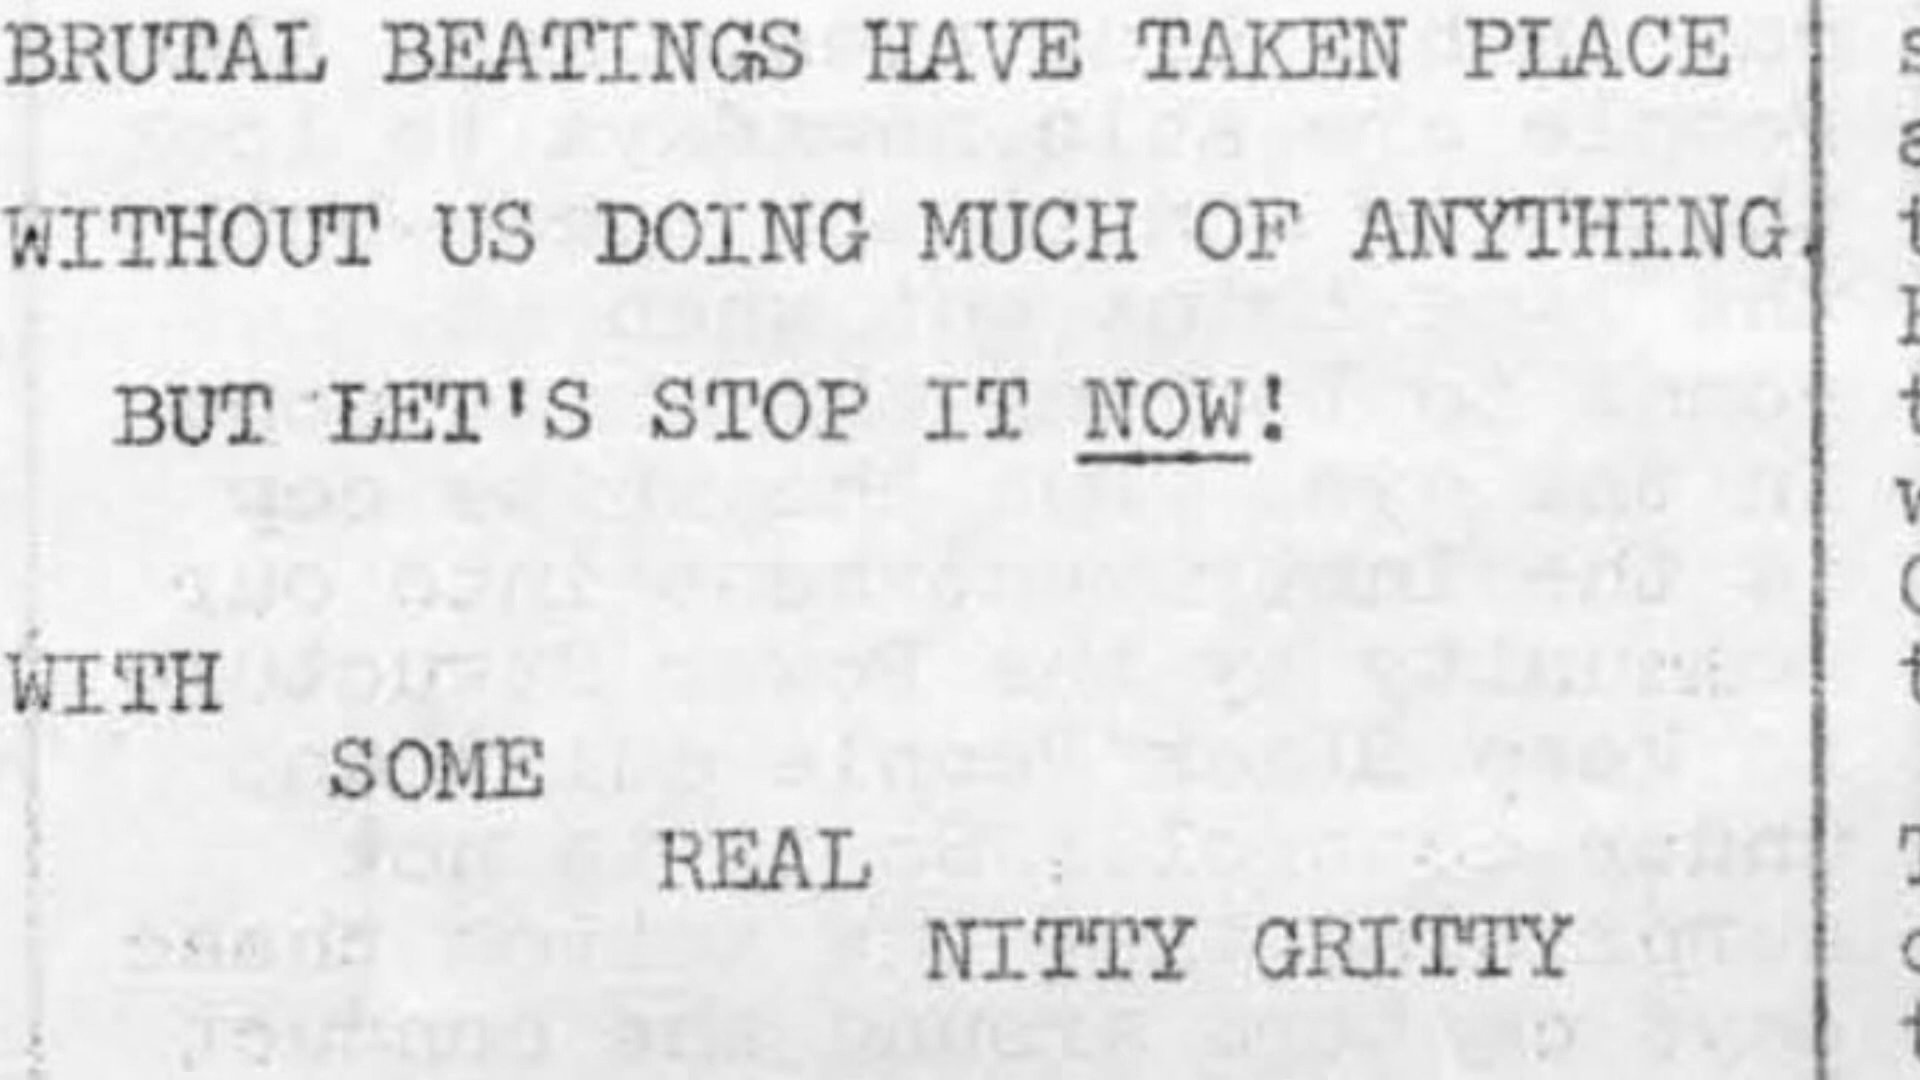 BRUTAL BEATINGS HAVE TAKEN PLACE
WITHOUT US DOING MUCH OF ANYTHING.
BUT LET'S STOP IT NOW!
WITH
SOME
REAL
NITTY GRITTY